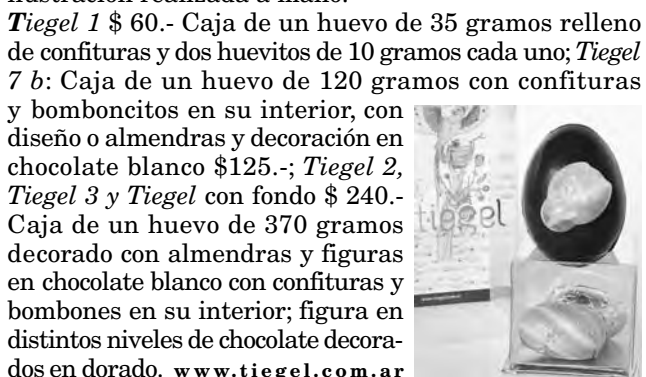 Tiegel 1 $ 60.- Caja de un huevo de 35 gramos relleno
de confituras y dos huevitos de 10 gramos cada uno; Tiegel
7 b: Caja de un huevo de 120 gramos con confituras
y bomboncitos en su interior, con
diseño o almendras y decoración en
chocolate blanco $125.-; Tiegel 2,
Tiegel 3 y Tiegel con fondo $ 240.-
Caja de un huevo de 370 gramos
decorado con almendras y figuras
en chocolate blanco con confituras y
bombones en su interior; figura en
distintos niveles de chocolate decora-
dos en dorado. www.tiegel.com.ar
tiegel